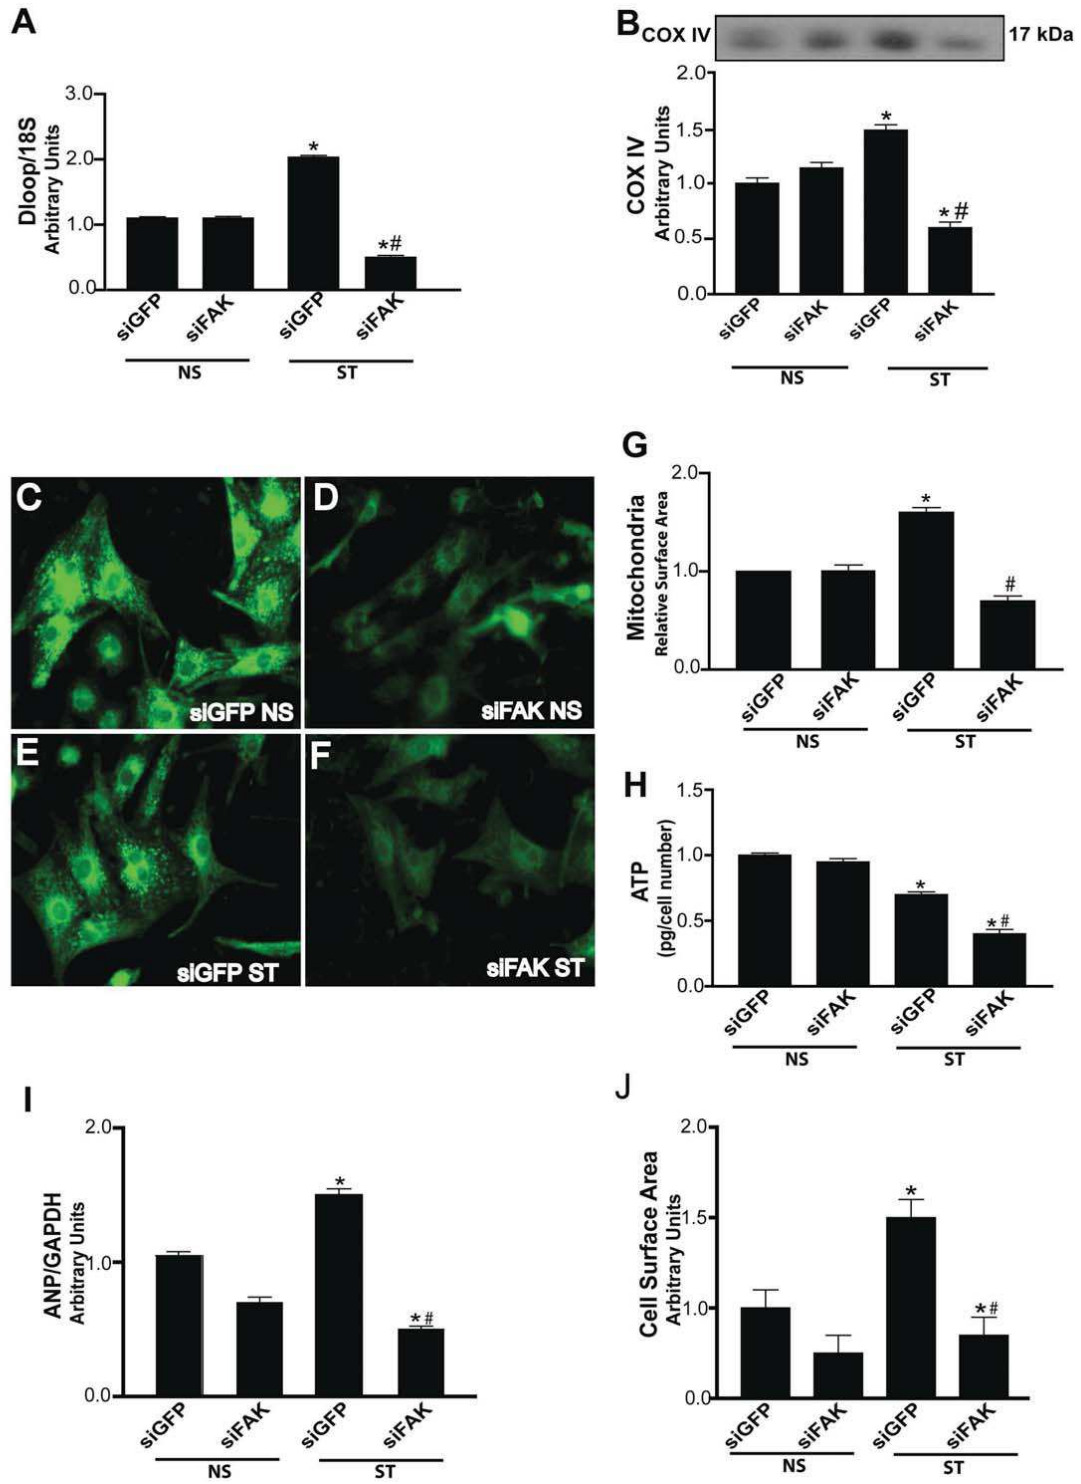 A
3.0
2.0
1.0
0.0
Dloop/18S
Arbitrary Units
*
*#
siGFP
siFAK
siGFP
siFAK
NS
ST
B
COX IV
17 kDa
2.0
1.5
1.0
0.5
0.0
COX IV
Arbitrary Units
*
*#
siGFP
siFAK
siGFP
siFAK
NS
ST
C
siGFP NS
D
siFAK NS
E
siGFP ST
F
siFAK ST
G
2.0
1.0
0.0
Mitochondria
Relative Surface Area
*
#
siGFP
siFAK
siGFP
siFAK
NS
ST
H
1.5
1.0
0.5
0.0
ATP
(pg/cell number)
*
*#
siGFP
siFAK
siGFP
siFAK
NS
ST
I
2.0
1.0
0.0
ANP/GAPDH
Arbitrary Units
*
*#
siGFP
siFAK
siGFP
siFAK
NS
ST
J
2.0
1.5
1.0
0.0
Cell Surface Area
Arbitrary Units
*
*#
siGFP
siFAK
siGFP
siFAK
NS
ST